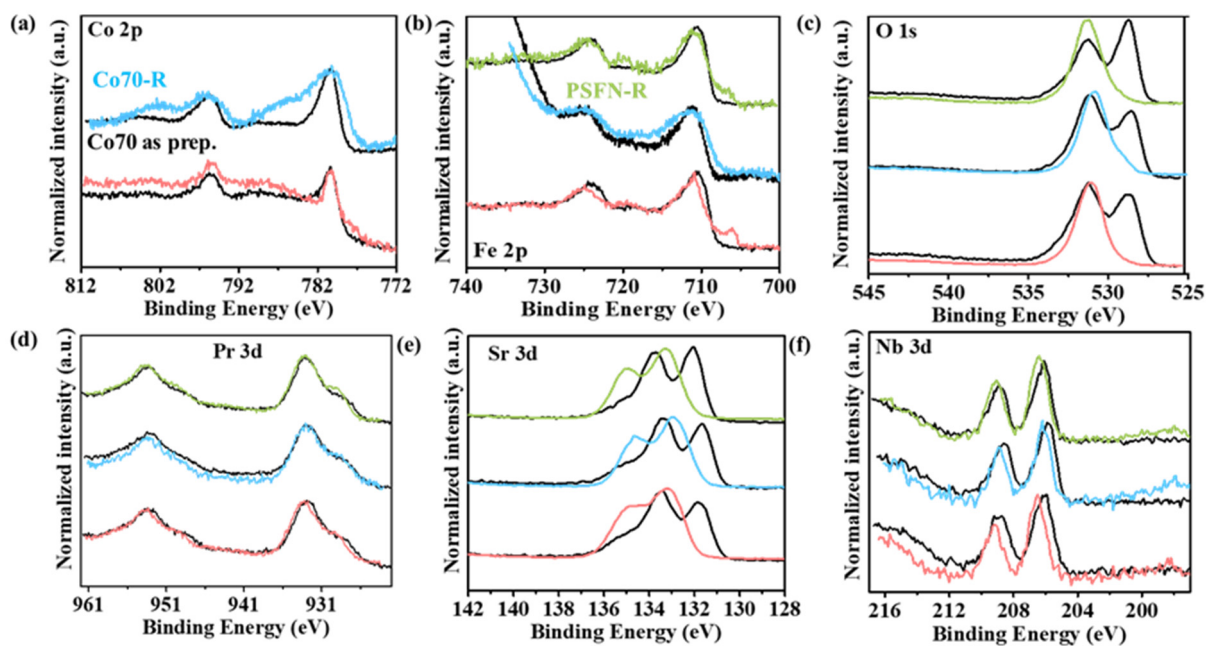 (a)
Co 2p
Co70-R
Co70 as prep.
Normalized intensity (a.u.)
812 802 792 782 772
Binding Energy (eV)
(b)
PSFN-R
Fe 2p
Normalized intensity (a.u.)
740 730 720 710 700
Binding Energy (eV)
(c)
O 1s
Normalized intensity (a.u.)
545 540 535 530 525
Binding Energy (eV)
(d)
Pr 3d
Normalized intensity (a.u.)
961 951 941 931
Binding Energy (eV)
(e)
Sr 3d
Normalized intensity (a.u.)
142 140 138 136 134 132 130 128
Binding Energy (eV)
(f)
Nb 3d
Normalized intensity (a.u.)
216 212 208 204 200
Binding Energy (eV)